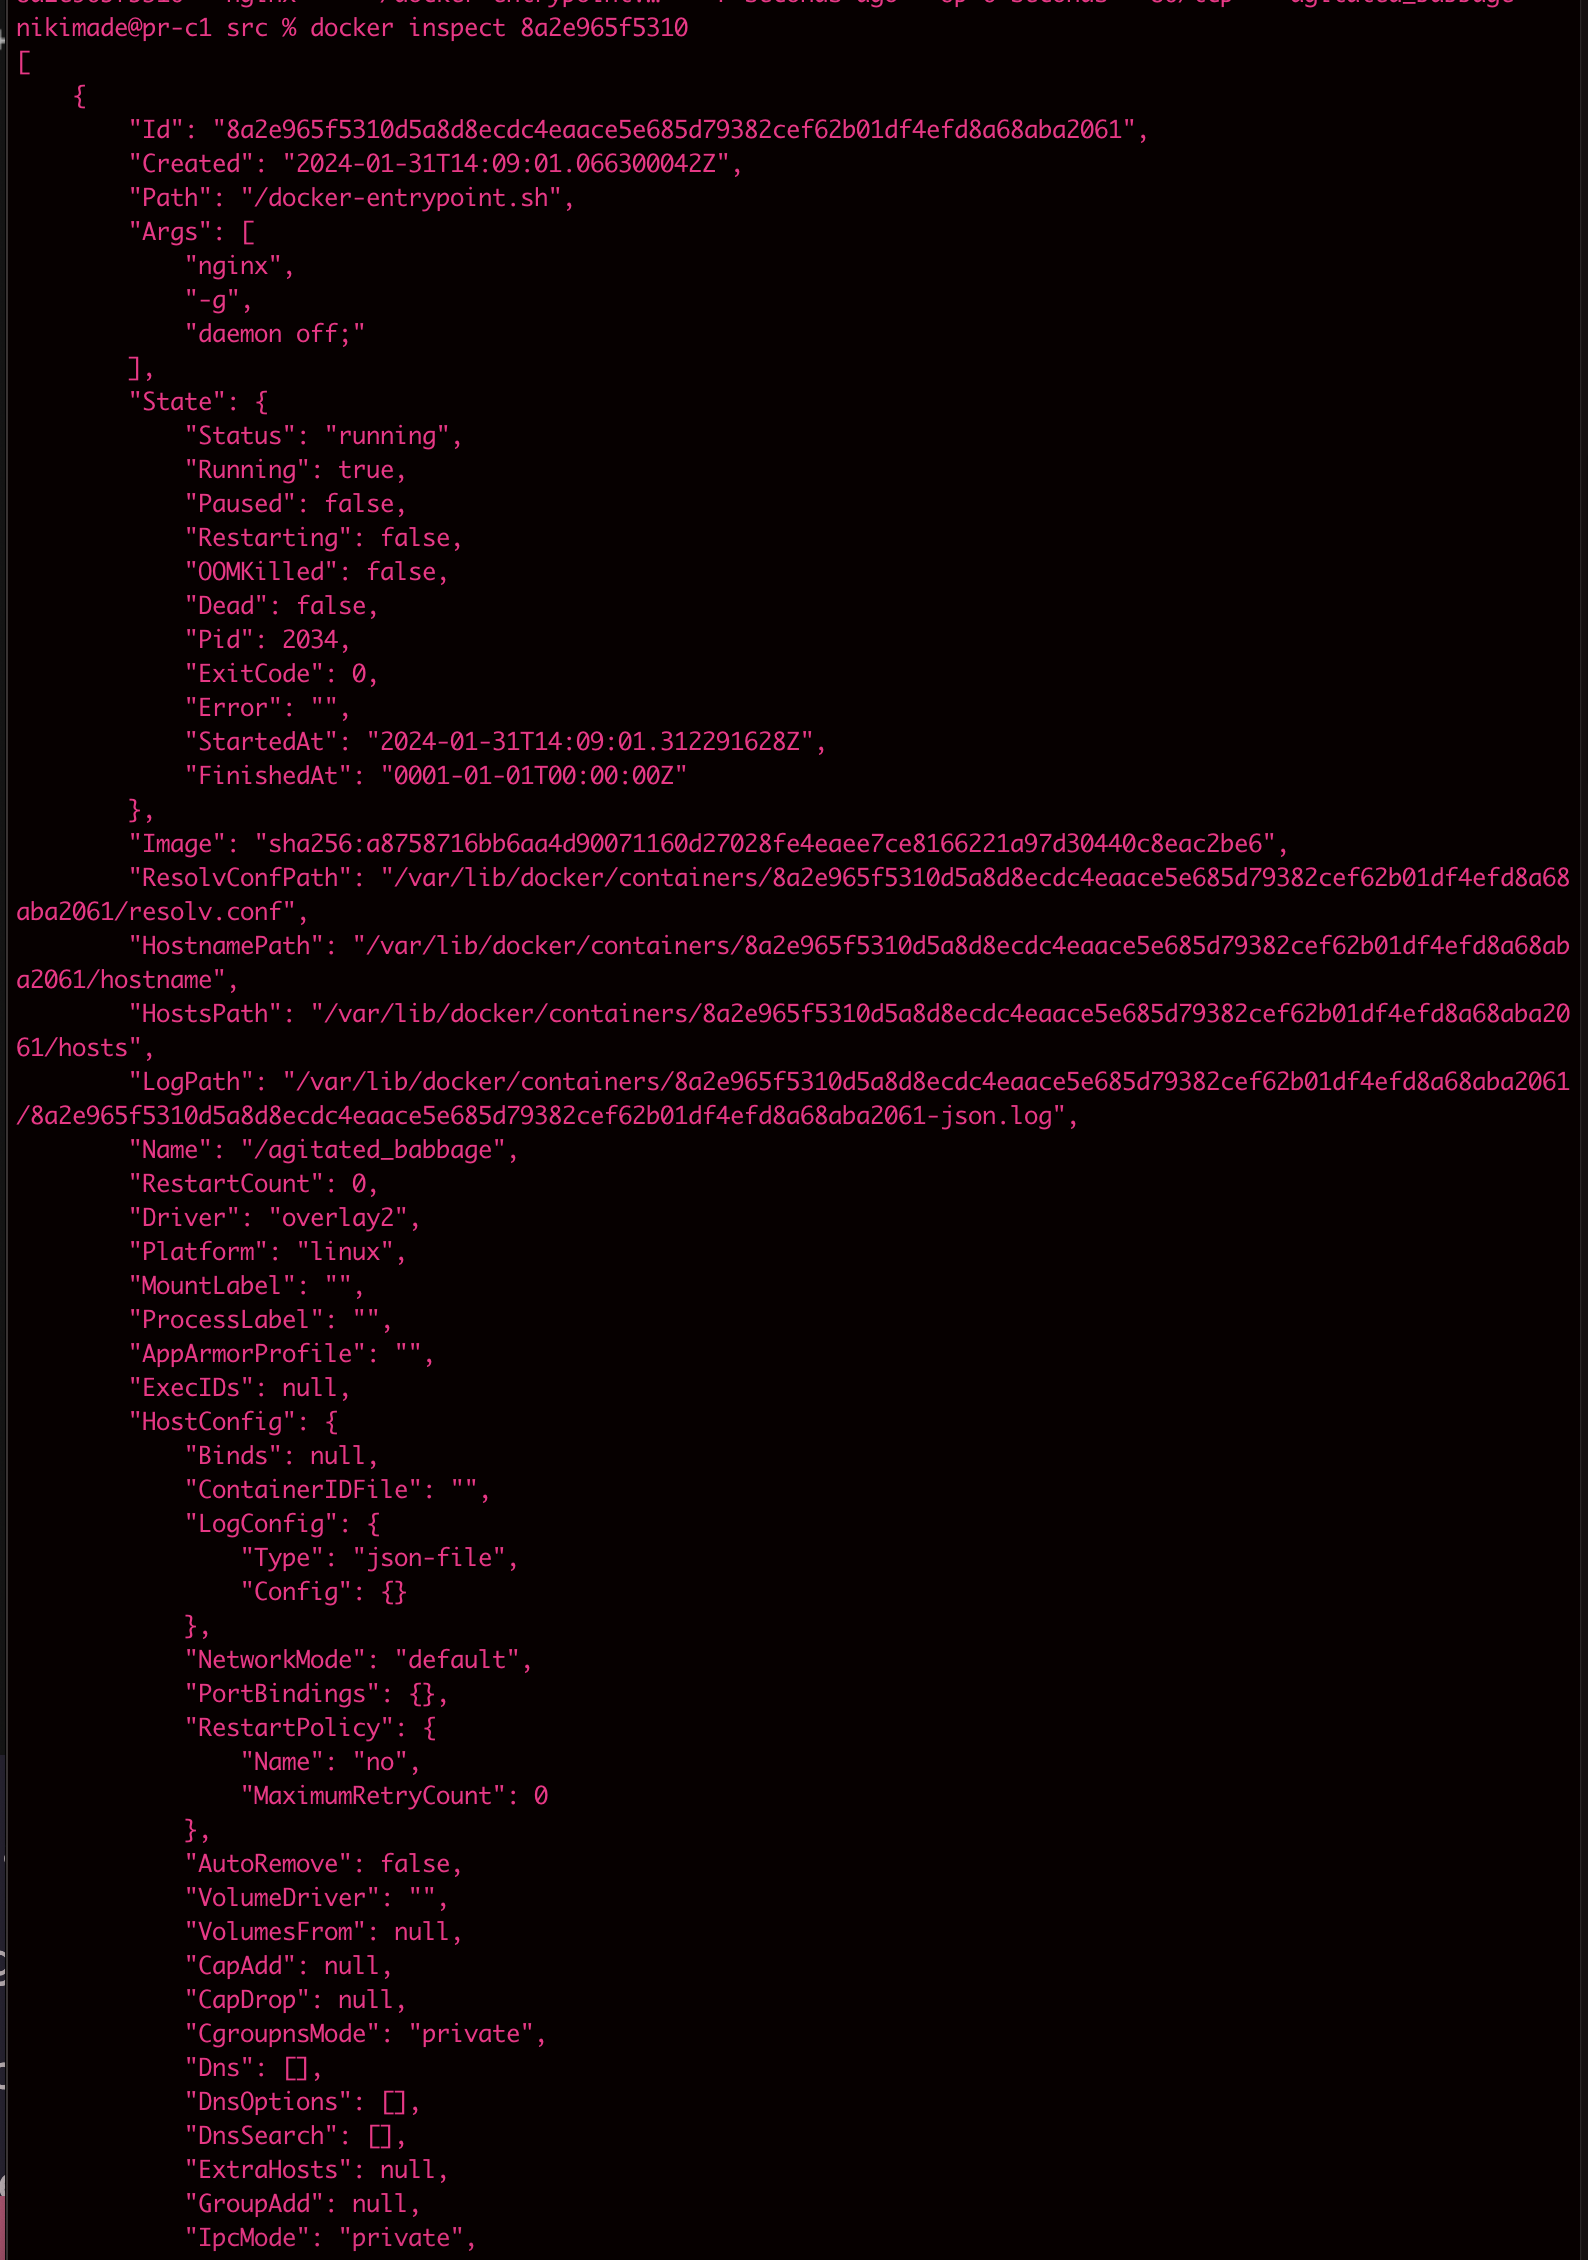 nikimade@pr-c1 src % docker inspect 8a2e965f5310
[
    {
        "Id": "8a2e965f5310d5a8d8ecdc4eaace5e685d79382cef62b01df4efd8a68aba2061",
        "Created": "2024-01-31T14:09:01.066300042Z",
        "Path": "/docker-entrypoint.sh",
        "Args": [
            "nginx",
            "-g",
            "daemon off;"
        ],
        "State": {
            "Status": "running",
            "Running": true,
            "Paused": false,
            "Restarting": false,
            "OOMKilled": false,
            "Dead": false,
            "Pid": 2034,
            "ExitCode": 0,
            "Error": "",
            "StartedAt": "2024-01-31T14:09:01.312291628Z",
            "FinishedAt": "0001-01-01T00:00:00Z"
        },
        "Image": "sha256:a8758716bb6aa4d90071160d27028fe4eaee7ce8166221a97d30440c8eac2be6",
        "ResolvConfPath": "/var/lib/docker/containers/8a2e965f5310d5a8d8ecdc4eaace5e685d79382cef62b01df4efd8a68
aba2061/resolv.conf",
        "HostnamePath": "/var/lib/docker/containers/8a2e965f5310d5a8d8ecdc4eaace5e685d79382cef62b01df4efd8a68ab
a2061/hostname",
        "HostsPath": "/var/lib/docker/containers/8a2e965f5310d5a8d8ecdc4eaace5e685d79382cef62b01df4efd8a68aba20
61/hosts",
        "LogPath": "/var/lib/docker/containers/8a2e965f5310d5a8d8ecdc4eaace5e685d79382cef62b01df4efd8a68aba2061
/8a2e965f5310d5a8d8ecdc4eaace5e685d79382cef62b01df4efd8a68aba2061-json.log",
        "Name": "/agitated_babbage",
        "RestartCount": 0,
        "Driver": "overlay2",
        "Platform": "linux",
        "MountLabel": "",
        "ProcessLabel": "",
        "AppArmorProfile": "",
        "ExecIDs": null,
        "HostConfig": {
            "Binds": null,
            "ContainerIDFile": "",
            "LogConfig": {
                "Type": "json-file",
                "Config": {}
            },
            "NetworkMode": "default",
            "PortBindings": {},
            "RestartPolicy": {
                "Name": "no",
                "MaximumRetryCount": 0
            },
            "AutoRemove": false,
            "VolumeDriver": "",
            "VolumesFrom": null,
            "CapAdd": null,
            "CapDrop": null,
            "CgroupnsMode": "private",
            "Dns": [],
            "DnsOptions": [],
            "DnsSearch": [],
            "ExtraHosts": null,
            "GroupAdd": null,
            "IpcMode": "private",